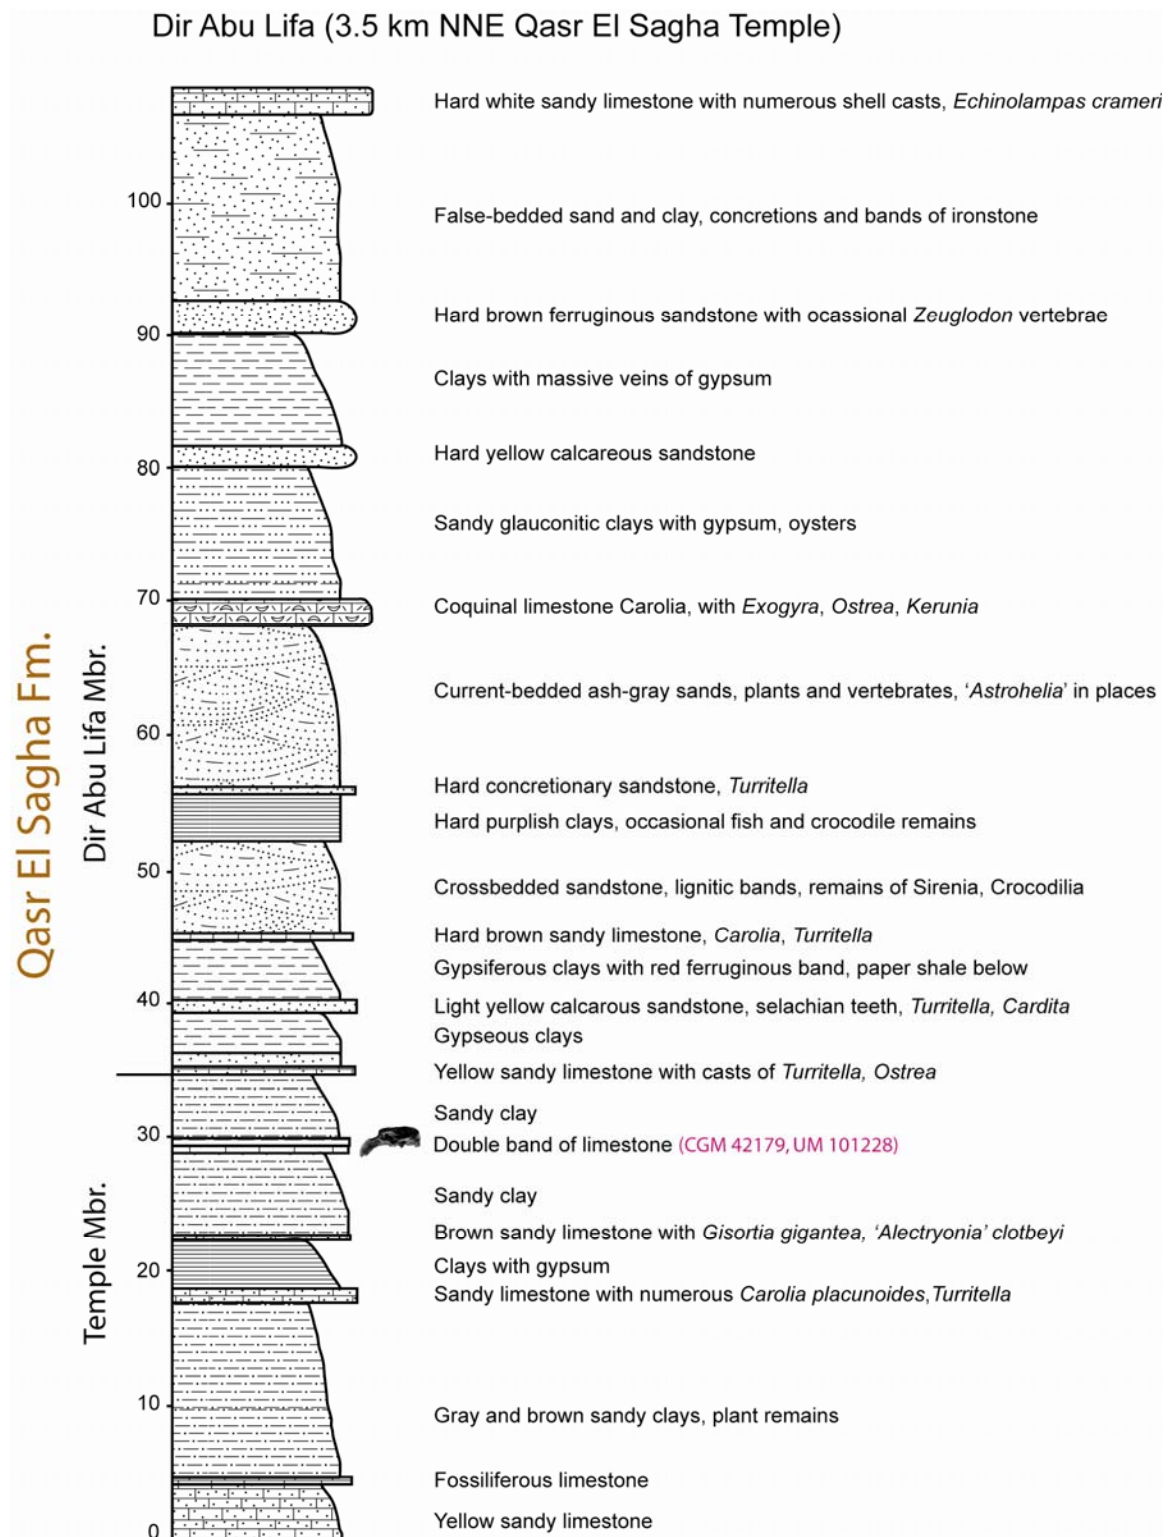 Dir Abu Lifa (3.5 km NNE Qasr El Sagha Temple)
Hard white sandy limestone with numerous shell casts, Echinolampas crameri
100
False-bedded sand and clay, concretions and bands of ironstone
Hard brown ferruginous sandstone with ocassional Zeuglodon vertebrae
90
Clays with massive veins of gypsum
Hard yellow calcareous sandstone
80
Sandy glauconitic clays with gypsum, oysters
70
Coquinal limestone Carolia, with Exogyra, Ostrea, Kerunia
Current-bedded ash-gray sands, plants and vertebrates, ‘Astrohelia’ in places
60
Hard concretionary sandstone, Turritella
Hard purplish clays, occasional fish and crocodile remains
50
Crossbedded sandstone, lignitic bands, remains of Sirenia, Crocodilia
Hard brown sandy limestone, Carolia, Turritella
Gypsiferous clays with red ferruginous band, paper shale below
40
Light yellow calcarous sandstone, selachian teeth, Turritella, Cardita
Gypseous clays
Yellow sandy limestone with casts of Turritella, Ostrea
Sandy clay
30
Double band of limestone (CGM 42179, UM 101228)
Sandy clay
Brown sandy limestone with Gisortia gigantea, ‘Alectryonia’ clotbeyi
Clays with gypsum
20
Sandy limestone with numerous Carolia placunoides,Turritella
10
Gray and brown sandy clays, plant remains
Fossiliferous limestone
Yellow sandy limestone
0
Qasr El Sagha Fm.
Dir Abu Lifa Mbr.
Temple Mbr.